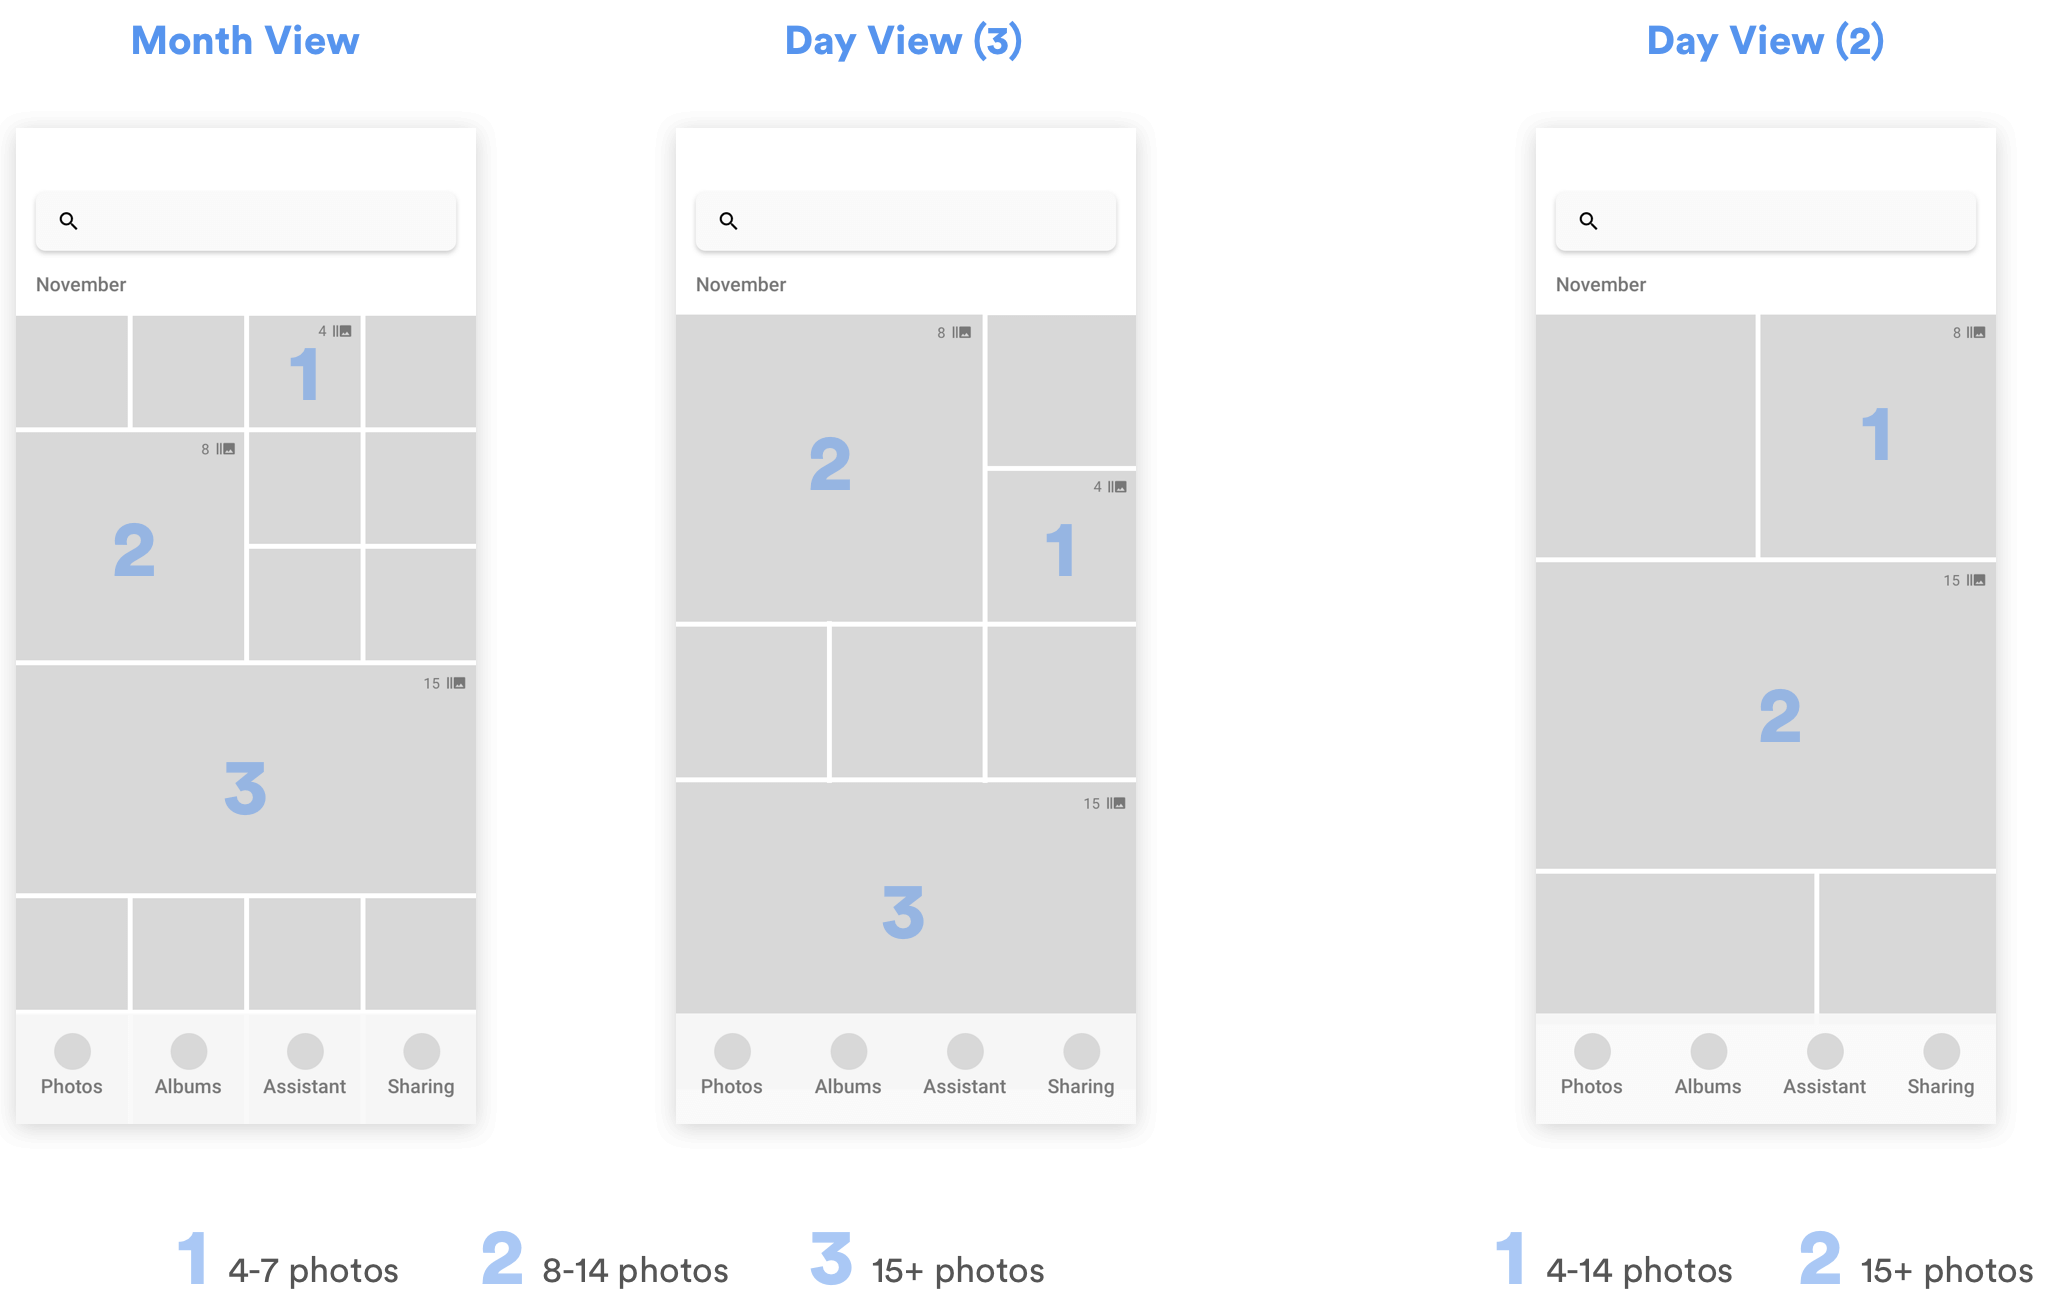 Month View
Day View (3)
Day View (2)
November
4
1
8
2
15
3
Photos Albums Assistant Sharing
November
8
2
4
1
15
3
Photos Albums Assistant Sharing
November
8
1
15
2
Photos Albums Assistant Sharing
1 4-7 photos
2 8-14 photos
3 15+ photos
1 4-14 photos
2 15+ photos